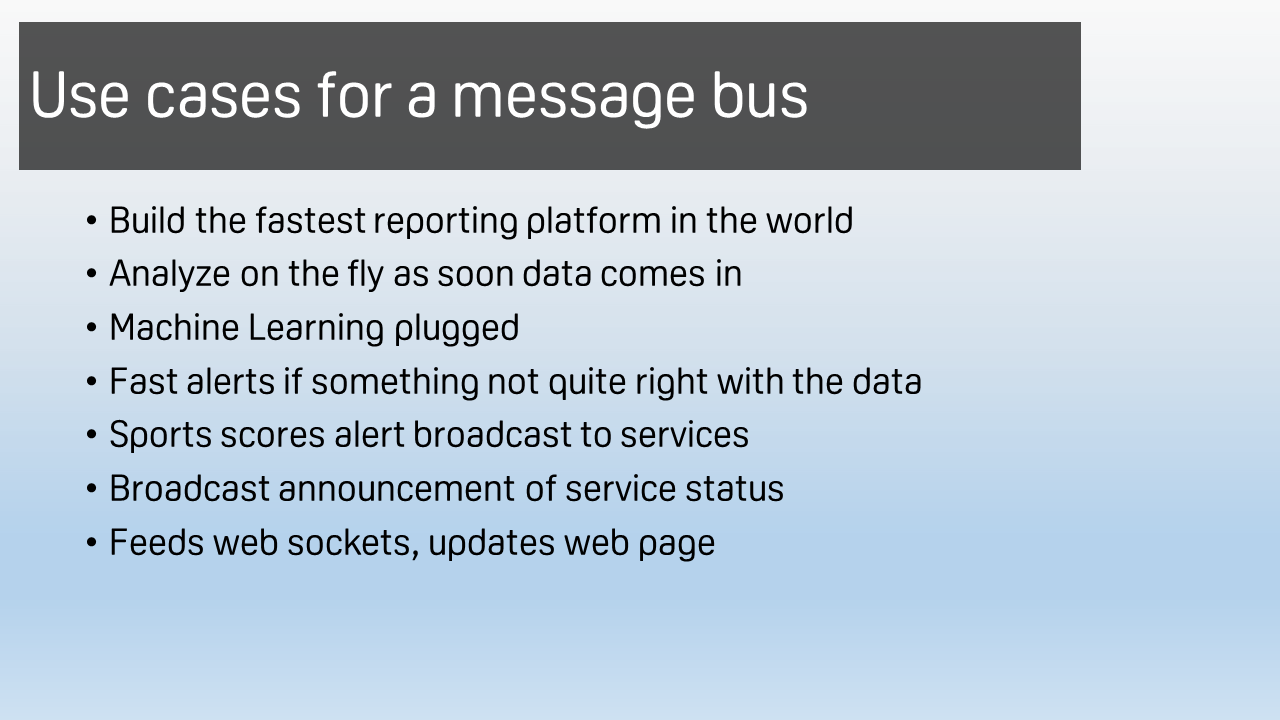 Use cases for a message bus
• Build the fastest reporting platform in the world
• Analyze on the fly as soon data comes in
• Machine Learning plugged
• Fast alerts if something not quite right with the data
• Sports scores alert broadcast to services
• Broadcast announcement of service status
• Feeds web sockets, updates web page